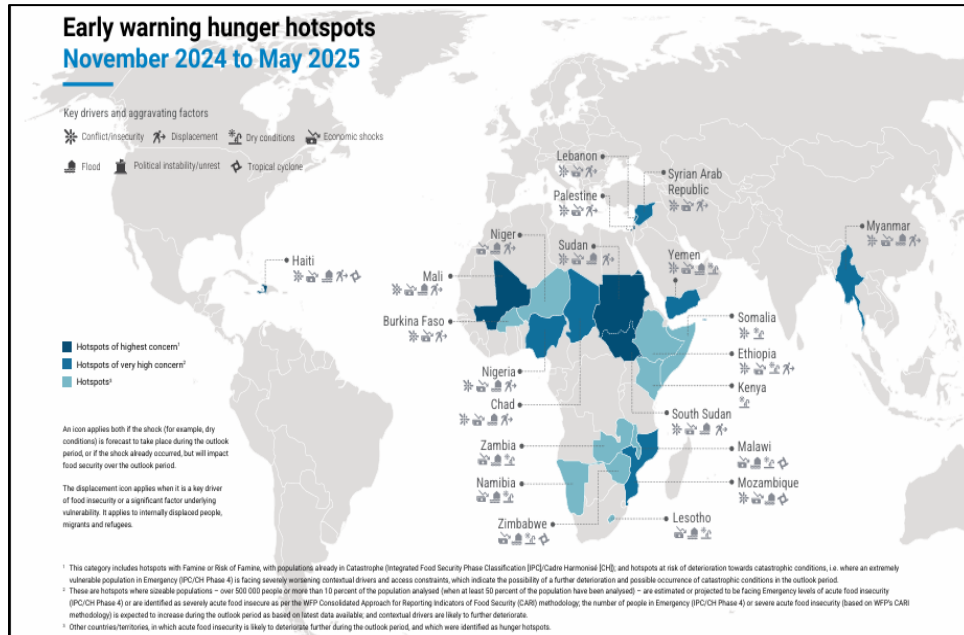 Early warning hunger hotspots
November 2024 to May 2025
Key drivers and aggravating factors
Conflict/insecurity Displacement Dry conditions Economic shocks
Flood Political instability/unrest Tropical cyclone
Lebanon
Syrian Arab
Republic
Palestine
Myanmar
Niger
Sudan
Yemen
Haiti
Mali
Burkina Faso
Somalia
Ethiopia
Kenya
Nigeria
Chad
South Sudan
Zambia
Malawi
Namibia
Mozambique
Zimbabwe
Lesotho
Hotspots of highest concern¹
Hotspots of very high concern²
Hotspots³
An icon applies both if the shock (for example, dry
conditions) is forecast to take place during the outlook
period, or if the shock already occurred, but will impact
food security over the outlook period.
The displacement icon applies when it is a key driver
of food insecurity or a significant factor underlying
vulnerability. It applies to internally displaced people,
migrants and refugees.
¹ This category includes hotspots with Famine or Risk of Famine, with populations already in Catastrophe (Integrated Food Security Phase Classification [IPC]/Cadre Harmonisé [CH]); and hotspots at risk of deterioration towards catastrophic conditions, i.e. where an extremely
vulnerable population in Emergency (IPC/CH Phase 4) is facing severely worsening contextual drivers and access constraints, which indicate the possibility of a further deterioration and possible occurrence of catastrophic conditions in the outlook period.
² These are hotspots where sizeable populations – over 500 000 people or more than 10 percent of the population analysed (when at least 50 percent of the population have been analysed) – are estimated or projected to be facing Emergency levels of acute food insecurity
(IPC/CH Phase 4) or are identified as severely acute food insecure as per the WFP Consolidated Approach for Reporting Indicators of Food Security (CARI) methodology; the number of people in Emergency (IPC/CH Phase 4) or severe acute food insecurity (based on WFP's CARI
methodology) is expected to increase during the outlook period as based on latest data available; and contextual drivers are likely to further deteriorate.
³ Other countries/territories, in which acute food insecurity is likely to deteriorate further during the outlook period, and which were identified as hunger hotspots.